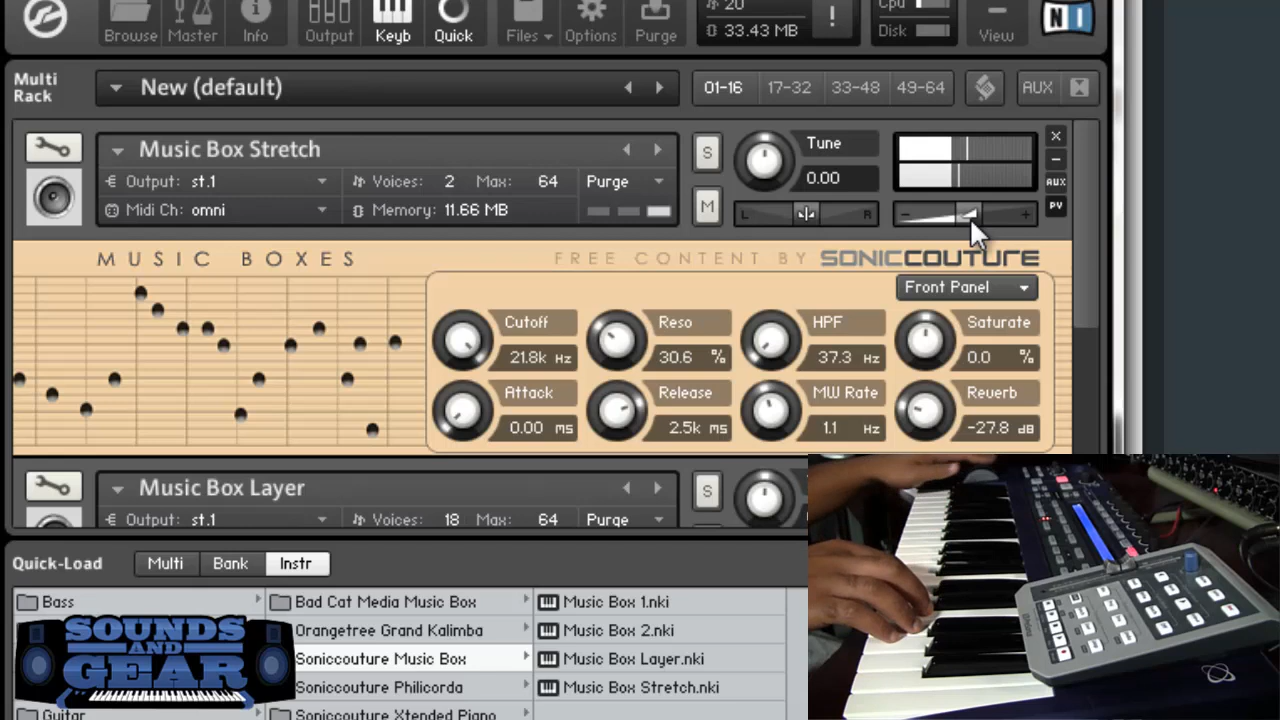 20
Cpu
Browse Master Info Output Keyb Quick Files Options Purge
33.43 MB ! Disk View NI
Multi Rack
New (default)
01-16 17-32 33-48 49-64 AUX
Music Box Stretch
S Tune
Output: st.1 Voices: 2 Max: 64 Purge 0.00
AUX
Midi Ch: omni Memory: 11.66 MB M L R - + PV
MUSIC BOXES FREE CONTENT BY SONICCOUTURE
Front Panel
Cutoff Reso HPF Saturate
21.8k Hz 30.6 % 37.3 Hz 0.0 %
Attack Release MW Rate Reverb
0.00 ms 2.5k ms 1.1 Hz -27.8 dB
Music Box Layer
S
Output: st.1 Voices: 18 Max: 64 Purge
Quick-Load Multi Bank Instr
Bass Bad Cat Media Music Box Music Box 1.nki
Orangetree Grand Kalimba Music Box 2.nki
Soniccouture Music Box Music Box Layer.nki
Soniccouture Philicorda Music Box Stretch.nki
Guitar Soniccouture Xtended Piano
SOUNDS
AND
GEAR